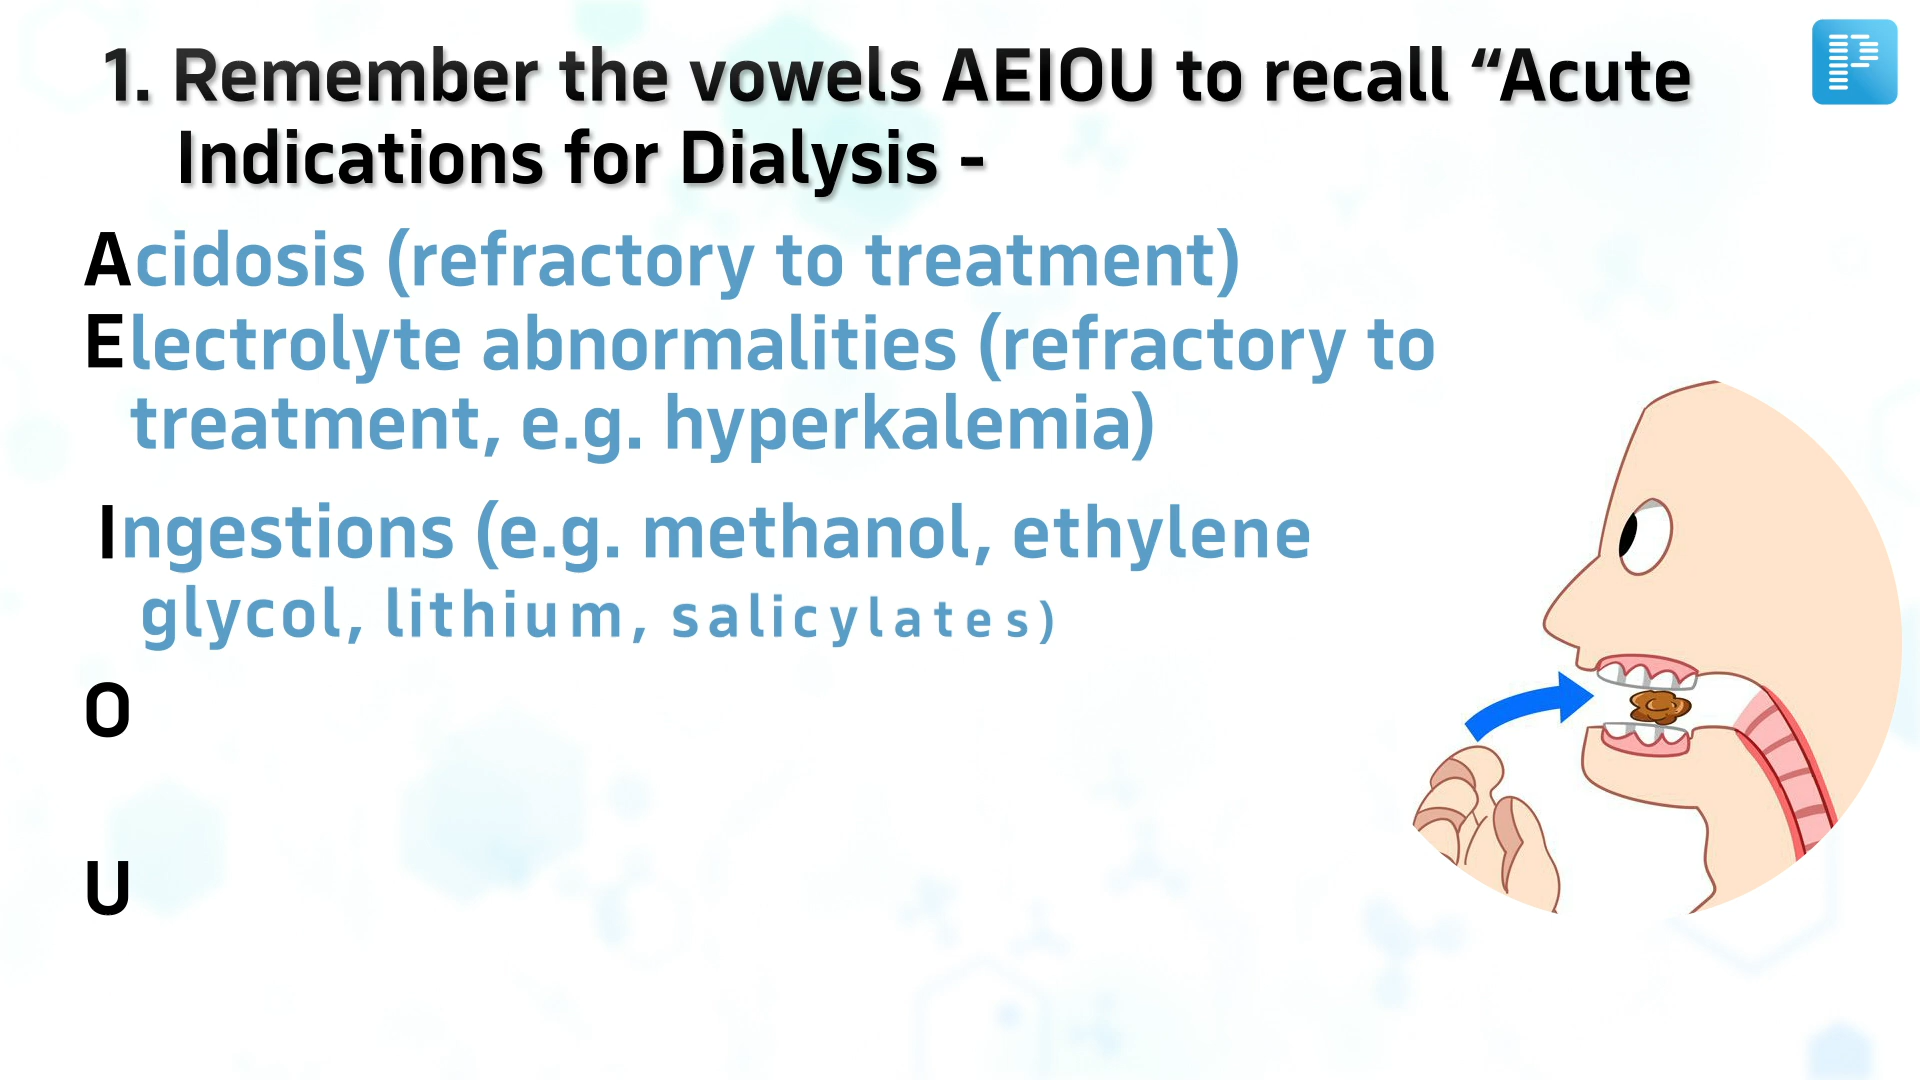 1. Remember the vowels AEIOU to recall “Acute
Indications for Dialysis -
Acidosis (refractory to treatment)
Electrolyte abnormalities (refractory to
treatment, e.g. hyperkalemia)
Ingestions (e.g. methanol, ethylene
glycol, lithium, salicylates)
O
U